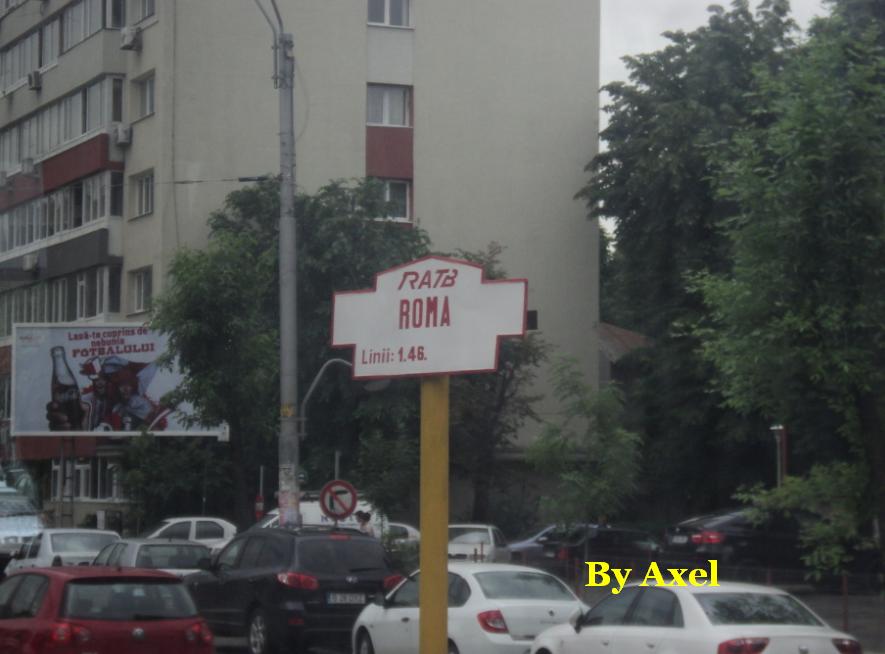 RATB
ROMA
Linii: 1.46.
Lasă-te cuprins de
nebunia
FOTBALULUI
By Axel